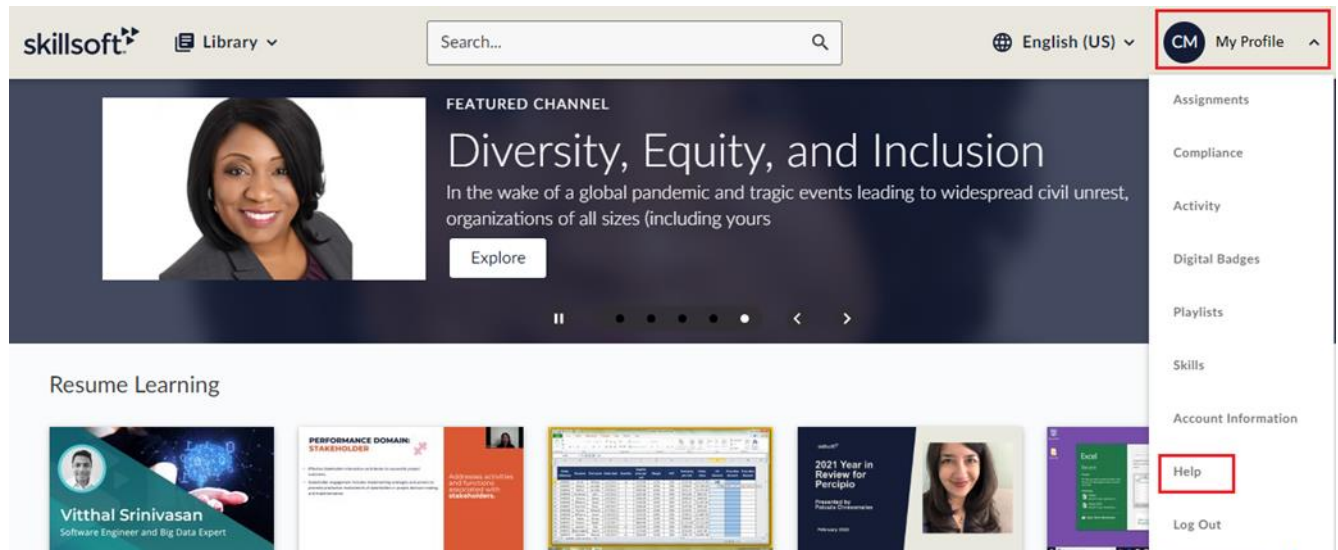 skillsoft
Library
Search...
English (US)
CM
My Profile
FEATURED CHANNEL
Diversity, Equity, and Inclusion
In the wake of a global pandemic and tragic events leading to widespread civil unrest,
organizations of all sizes (including yours
Explore
Assignments
Compliance
Activity
Digital Badges
Playlists
Skills
Account Information
Help
Log Out
Resume Learning
Vitthal Srinivasan
Software Engineer and Big Data Expert
PERFORMANCE DOMAIN:
STAKEHOLDER
Addresses activities
and functions
associated with
stakeholders.
skillsoft
2021 Year in
Review for
Percipio
Presented by
February 2022
Excel